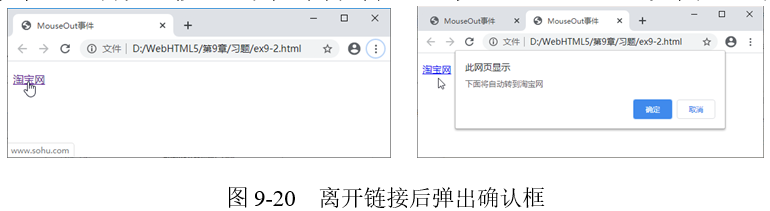 MouseOut事件
文件 D:/WebHTML5/第9章/习题/ex9-2.html
淘宝网
www.sohu.com
MouseOut事件 MouseOut事件
文件 D:/WebHTML5/第9章/习题/ex9-2.html
淘宝网
此网页显示
下面将自动转到淘宝网
确定 取消
图 9-20 离开链接后弹出确认框